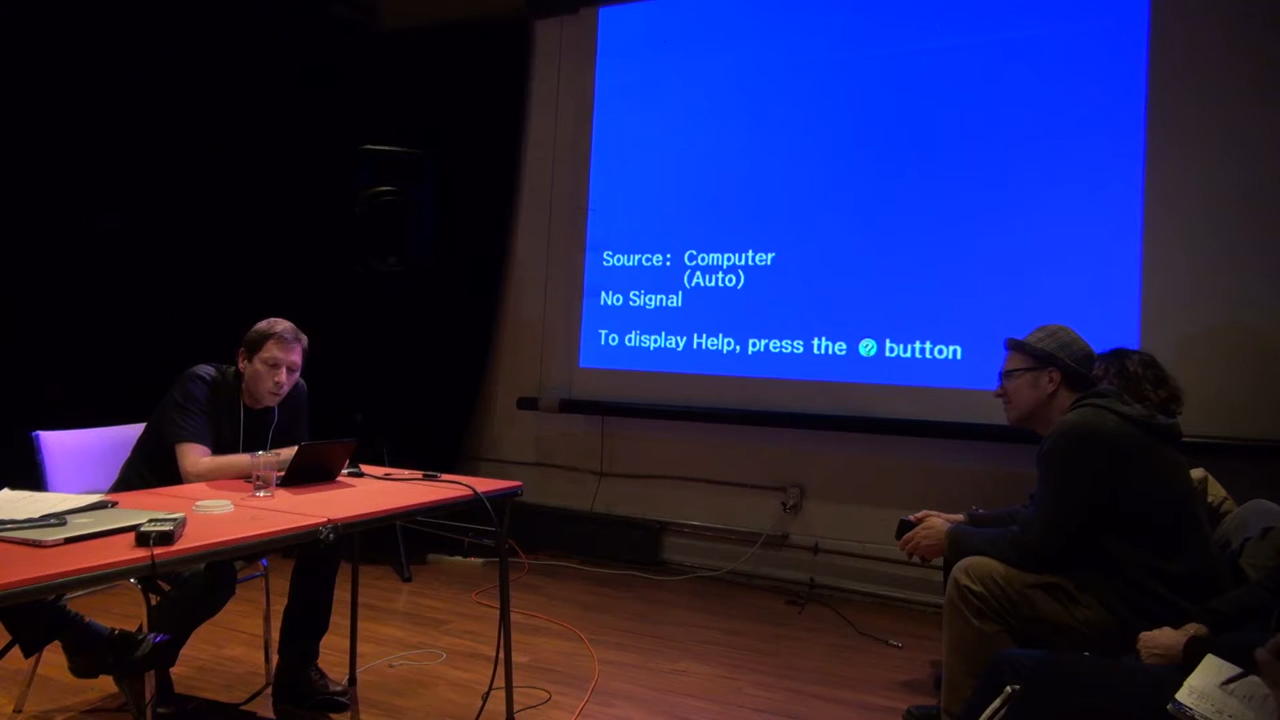 Source: Computer
(Auto)
No Signal
To display Help, press the ? button